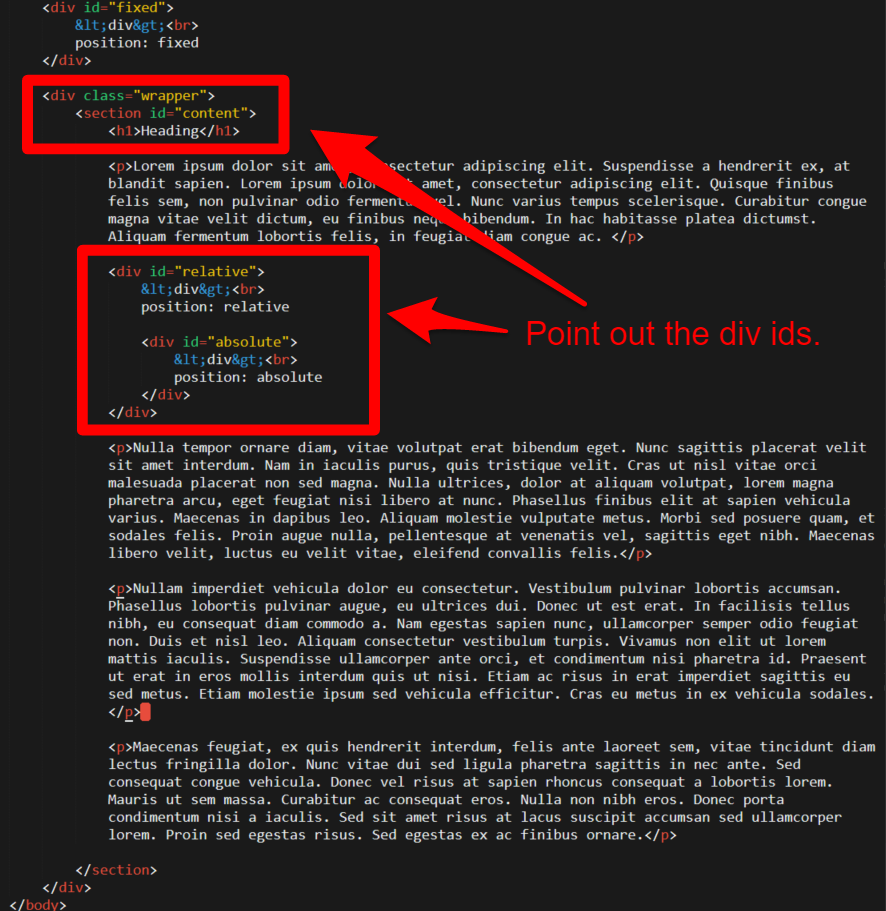 <div id="fixed">
&lt;div&gt;<br>
position: fixed
</div>
<div class="wrapper">
<section id="content">
<h1>Heading</h1>
<p>Lorem ipsum dolor sit am nsectetur adipiscing elit. Suspendisse a hendrerit ex, at
blandit sapien. Lorem ipsum dolor amet, consectetur adipiscing elit. Quisque finibus
felis sem, non pulvinar odio ferment vel. Nunc varius tempus scelerisque. Curabitur congue
magna vitae velit dictum, eu finibus neq bibendum. In hac habitasse platea dictumst.
Aliquam fermentum lobortis felis, in feugiat diam congue ac. </p>
<div id="relative">
&lt;div&gt;<br>
position: relative
Point out the div ids.
<div id="absolute">
&lt;div&gt;<br>
position: absolute
</div>
</div>
<p>Nulla tempor ornare diam, vitae volutpat erat bibendum eget. Nunc sagittis placerat velit
sit amet interdum. Nam in iaculis purus, quis tristique velit. Cras ut nisl vitae orci
malesuada placerat non sed magna. Nulla ultrices, dolor at aliquam volutpat, lorem magna
pharetra arcu, eget feugiat nisi libero at nunc. Phasellus finibus elit at sapien vehicula
varius. Maecenas in dapibus leo. Aliquam molestie vulputate metus. Morbi sed posuere quam, et
sodales felis. Proin augue nulla, pellentesque at venenatis vel, sagittis eget nibh. Maecenas
libero velit, luctus eu velit vitae, eleifend convallis felis.</p>
<p>Nullam imperdiet vehicula dolor eu consectetur. Vestibulum pulvinar lobortis accumsan.
Phasellus lobortis pulvinar augue, eu ultrices dui. Donec ut est erat. In facilisis tellus
nibh, eu consequat diam commodo a. Nam egestas sapien nunc, ullamcorper semper odio feugiat
non. Duis et nisl leo. Aliquam consectetur vestibulum turpis. Vivamus non elit ut lorem
mattis iaculis. Suspendisse ullamcorper ante orci, et condimentum nisi pharetra id. Praesent
ut erat in eros mollis interdum quis ut nisi. Etiam ac risus in erat imperdiet sagittis eu
sed metus. Etiam molestie ipsum sed vehicula efficitur. Cras eu metus in ex vehicula sodales.
</p>
<p>Maecenas feugiat, ex quis hendrerit interdum, felis ante laoreet sem, vitae tincidunt diam
lectus fringilla dolor. Nunc vitae dui sed ligula pharetra sagittis in nec ante. Sed
consequat congue vehicula. Donec vel risus at sapien rhoncus consequat a lobortis lorem.
Mauris ut sem massa. Curabitur ac consequat eros. Nulla non nibh eros. Donec porta
condimentum nisi a iaculis. Sed sit amet risus at lacus suscipit accumsan sed ullamcorper
lorem. Proin sed egestas risus. Sed egestas ex ac finibus ornare.</p>
</section>
</div>
</body>